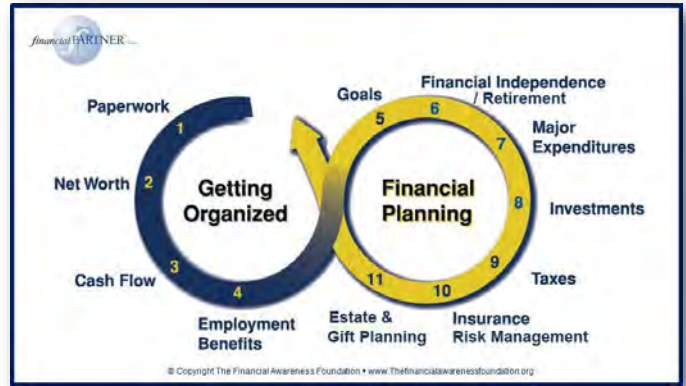 financial PARTNER
Paperwork
1
Net Worth
2
Cash Flow
3
4
Employment
Benefits
Getting
Organized
Goals
5
Financial Independence
/ Retirement
6
Major
Expenditures
7
Investments
8
Taxes
9
Insurance
Risk Management
10
Estate &
Gift Planning
11
Financial
Planning
© Copyright The Financial Awareness Foundation • www.Thefinancialawarenessfoundation.org